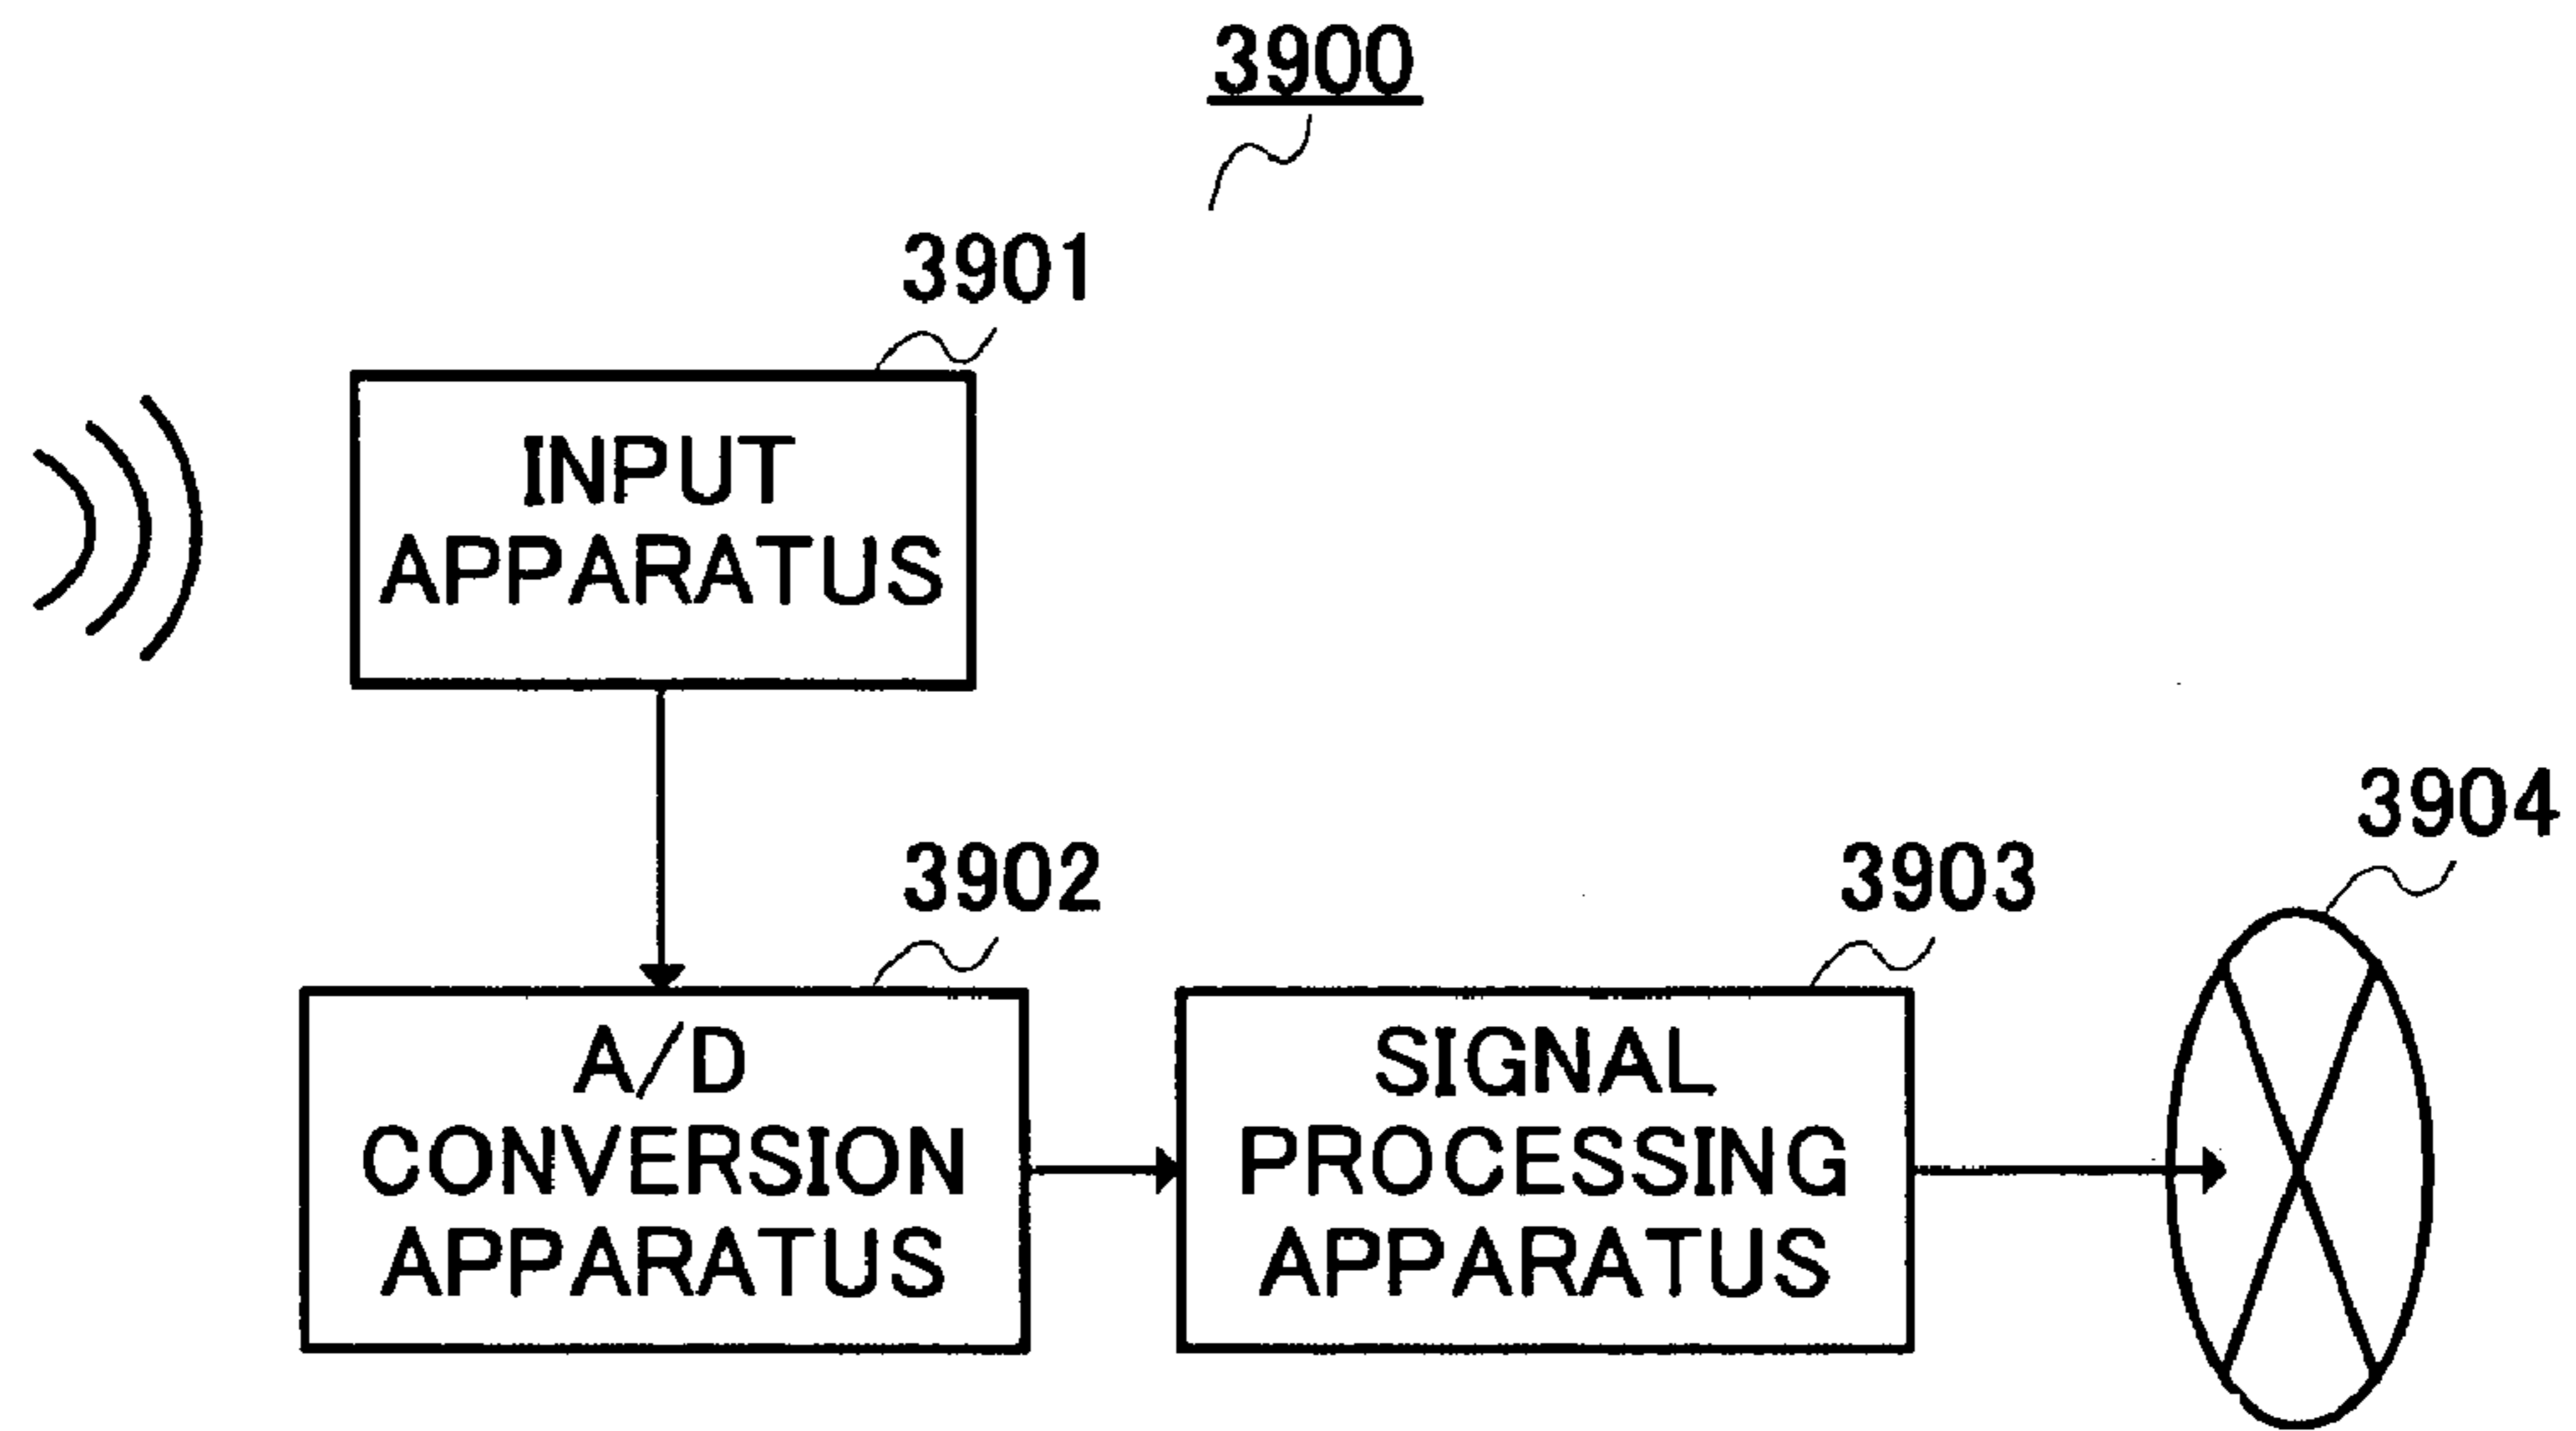 3900
3901
INPUT
APPARATUS
3902
A/D
CONVERSION
APPARATUS
3903
SIGNAL
PROCESSING
APPARATUS
3904